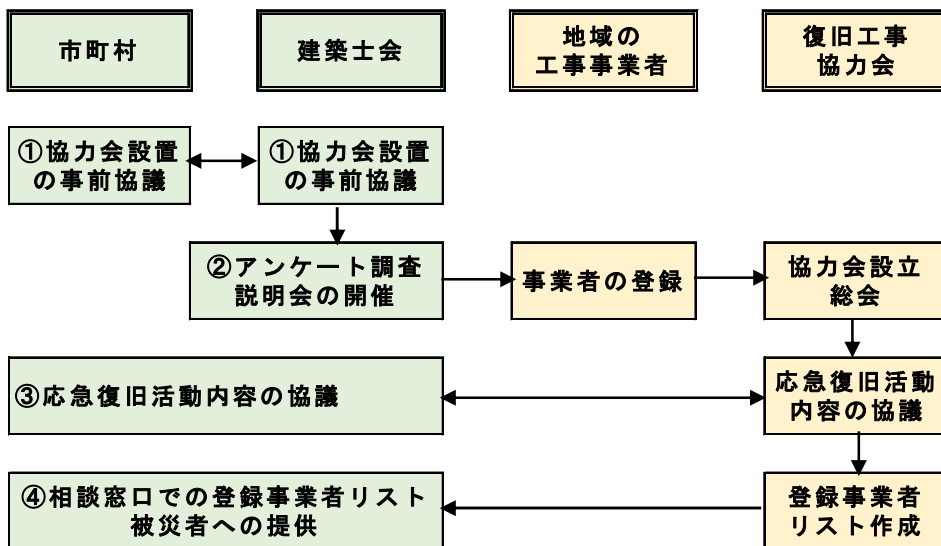 市町村
建築士会
地域の
工事事業者
復旧工事
協力会
①協力会設置
の事前協議
①協力会設置
の事前協議
②アンケート調査
説明会の開催
事業者の登録
協力会設立
総会
③応急復旧活動内容の協議
応急復旧活動
内容の協議
④相談窓口での登録事業者リスト
被災者への提供
登録事業者
リスト作成